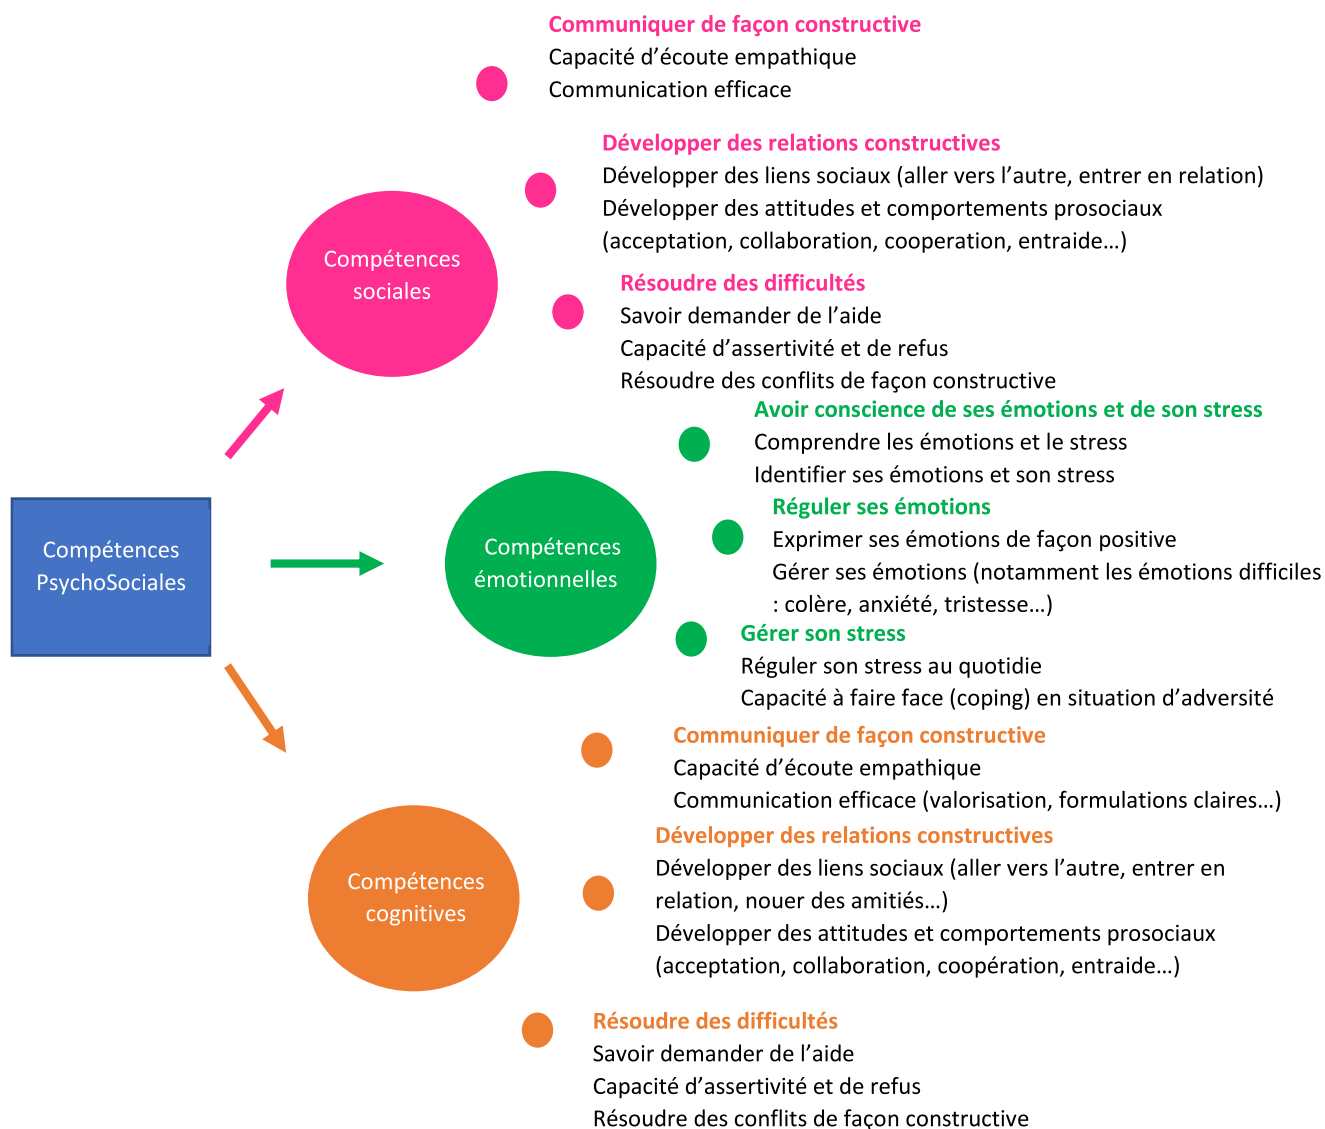 Communiquer de façon constructive
Capacité d’écoute empathique
Communication efficace
Développer des relations constructives
Développer des liens sociaux (aller vers l’autre, entrer en relation)
Développer des attitudes et comportements prosociaux
(acceptation, collaboration, cooperation, entraide…)
Compétences
sociales
Résoudre des difficultés
Savoir demander de l’aide
Capacité d’assertivité et de refus
Résoudre des conflits de façon constructive
Avoir conscience de ses émotions et de son stress
Comprendre les émotions et le stress
Identifier ses émotions et son stress
Réguler ses émotions
Exprimer ses émotions de façon positive
Gérer ses émotions (notamment les émotions difficiles
: colère, anxiété, tristesse…)
Compétences
émotionnelles
Compétences
PsychoSociales
Gérer son stress
Réguler son stress au quotidie
Capacité à faire face (coping) en situation d’adversité
Communiquer de façon constructive
Capacité d’écoute empathique
Communication efficace (valorisation, formulations claires…)
Développer des relations constructives
Développer des liens sociaux (aller vers l’autre, entrer en
relation, nouer des amitiés…)
Développer des attitudes et comportements prosociaux
(acceptation, collaboration, coopération, entraide…)
Compétences
cognitives
Résoudre des difficultés
Savoir demander de l’aide
Capacité d’assertivité et de refus
Résoudre des conflits de façon constructive